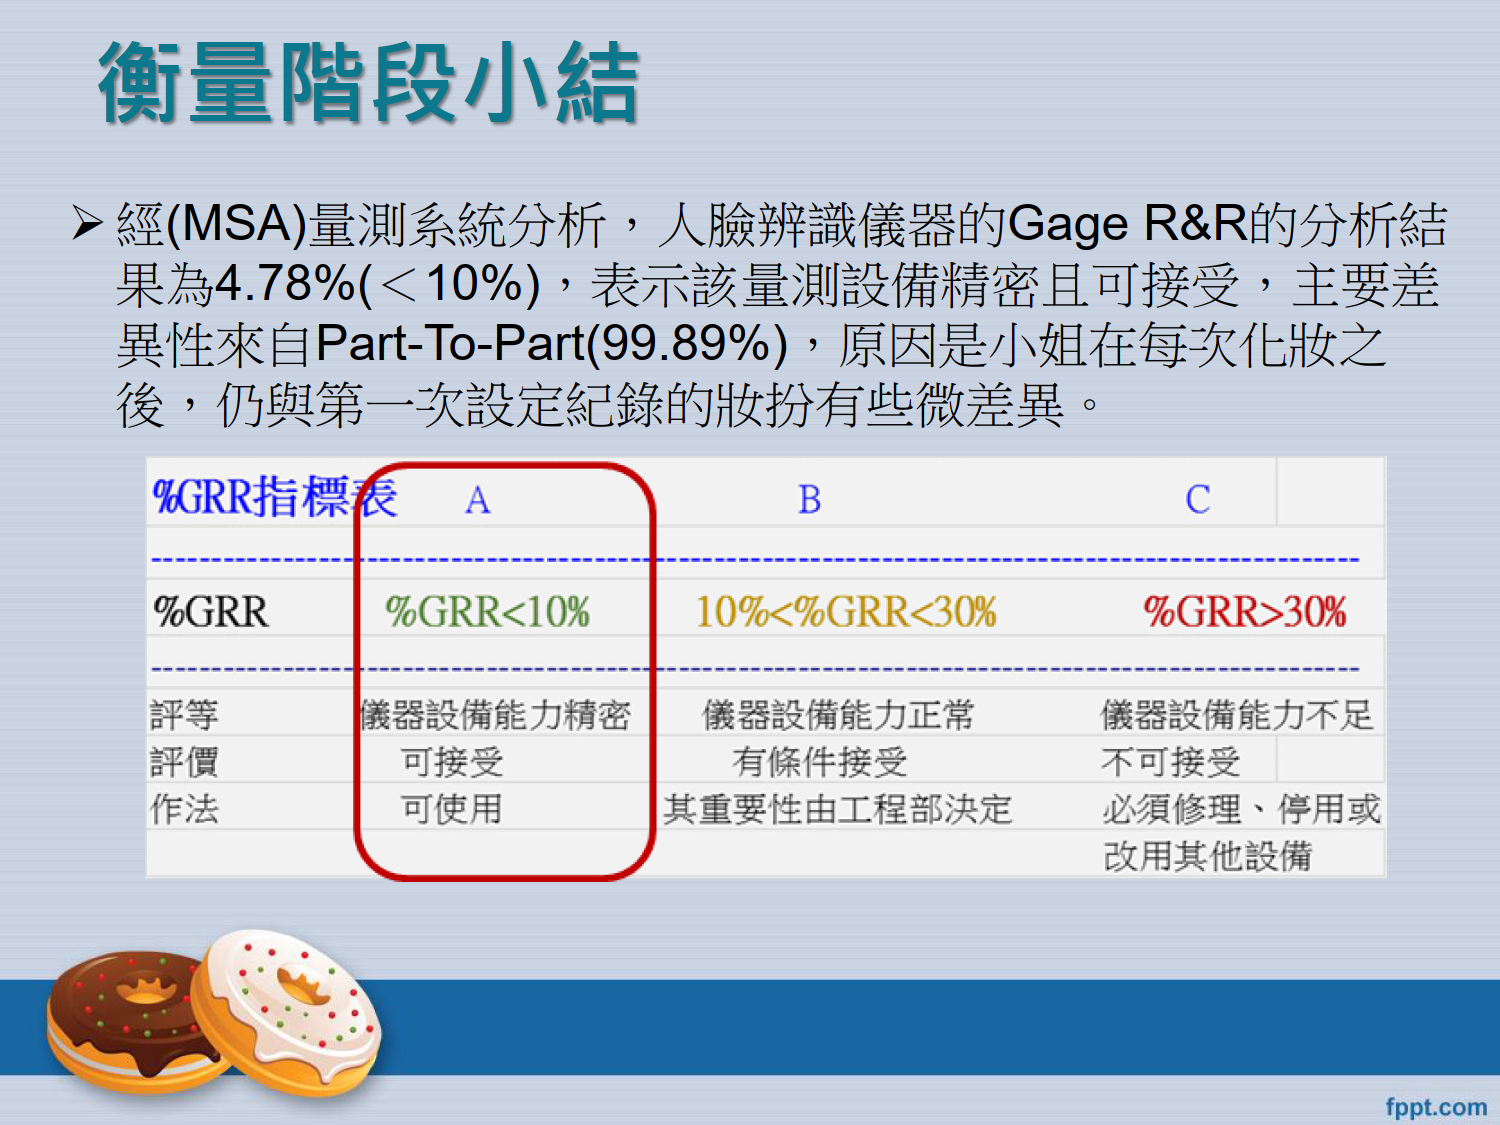 衡量階段小結
➢經(MSA)量測系統分析，人臉辨識儀器的Gage R&R的分析結
果為4.78%(＜10%)，表示該量測設備精密且可接受，主要差
異性來自Part-To-Part(99.89%)，原因是小姐在每次化妝之
後，仍與第一次設定紀錄的妝扮有些微差異。
%GRR指標表 A B C
%GRR %GRR<10% 10%<%GRR<30% %GRR>30%
評等 儀器設備能力精密 儀器設備能力正常 儀器設備能力不足
評價 可接受 有條件接受 不可接受
作法 可使用 其重要性由工程部決定 必須修理、停用或
改用其他設備
fppt.com